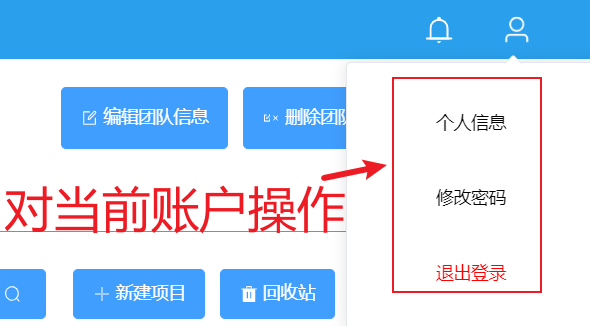 编辑团队信息
删除团队
个人信息
对当前账户操作
修改密码
退出登录
新建项目
回收站